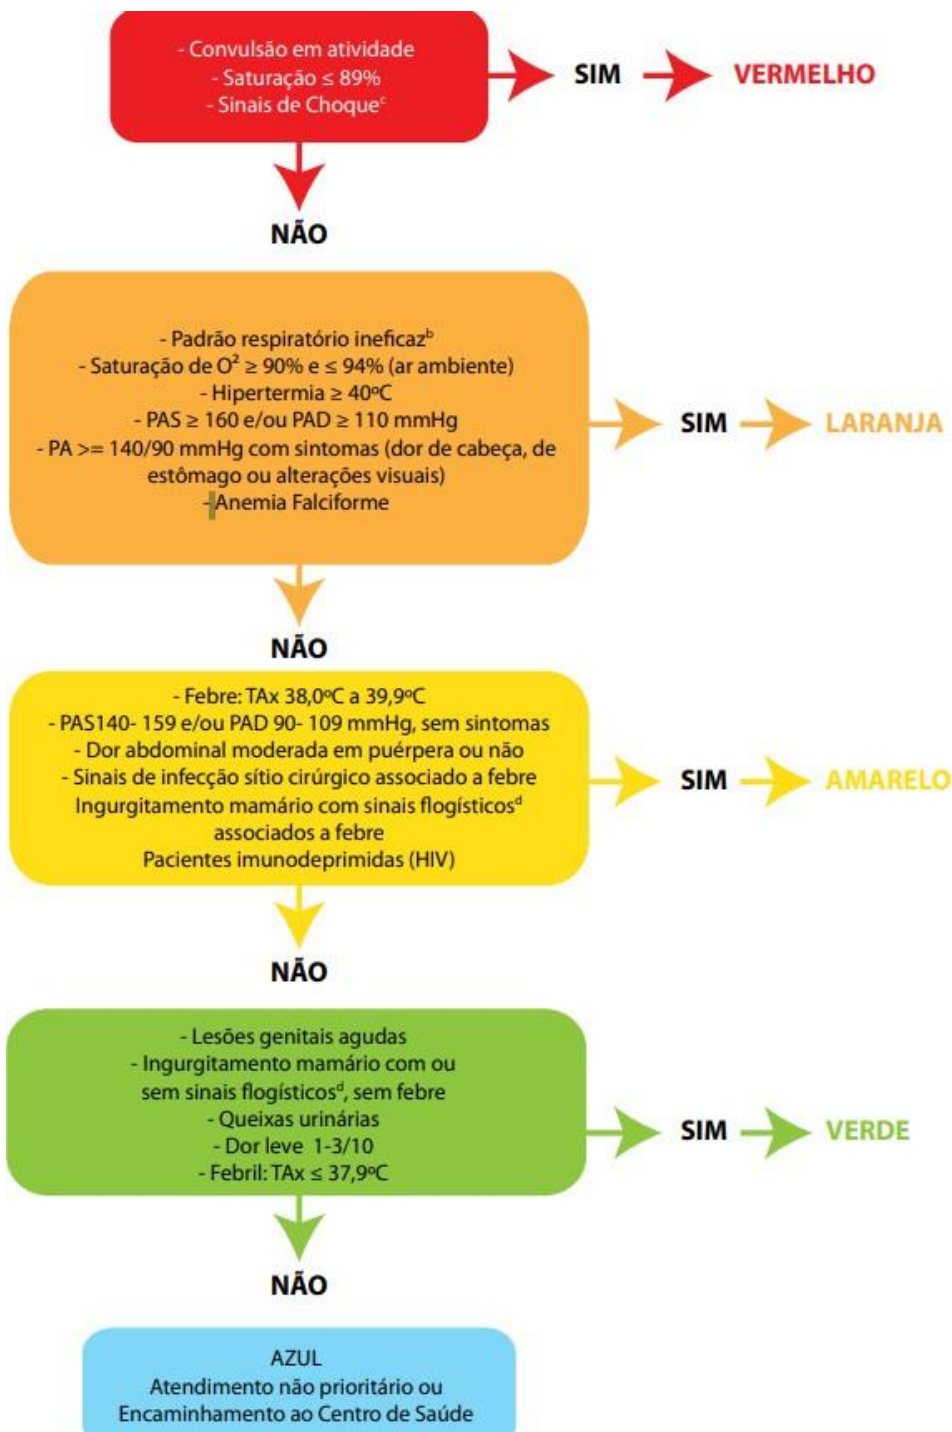 - Convulsão em atividade
- Saturação ≤ 89%
- Sinais de Choqueᶜ
SIM
VERMELHO
NÃO
- Padrão respiratório ineficazᵇ
- Saturação de O² ≥ 90% e ≤ 94% (ar ambiente)
- Hipertermia ≥ 40ºC
- PAS ≥ 160 e/ou PAD ≥ 110 mmHg
- PA >= 140/90 mmHg com sintomas (dor de cabeça, de
estômago ou alterações visuais)
- Anemia Falciforme
SIM
LARANJA
NÃO
- Febre: TAx 38,0ºC a 39,9ºC
- PAS140- 159 e/ou PAD 90- 109 mmHg, sem sintomas
- Dor abdominal moderada em puérpera ou não
- Sinais de infecção sítio cirúrgico associado a febre
Ingurgitamento mamário com sinais flogísticosᵈ
associados a febre
Pacientes imunodeprimidas (HIV)
SIM
AMARELO
NÃO
- Lesões genitais agudas
- Ingurgitamento mamário com ou
sem sinais flogísticosᵈ, sem febre
- Queixas urinárias
- Dor leve 1-3/10
- Febril: TAx ≤ 37,9ºC
SIM
VERDE
NÃO
AZUL
Atendimento não prioritário ou
Encaminhamento ao Centro de Saúde